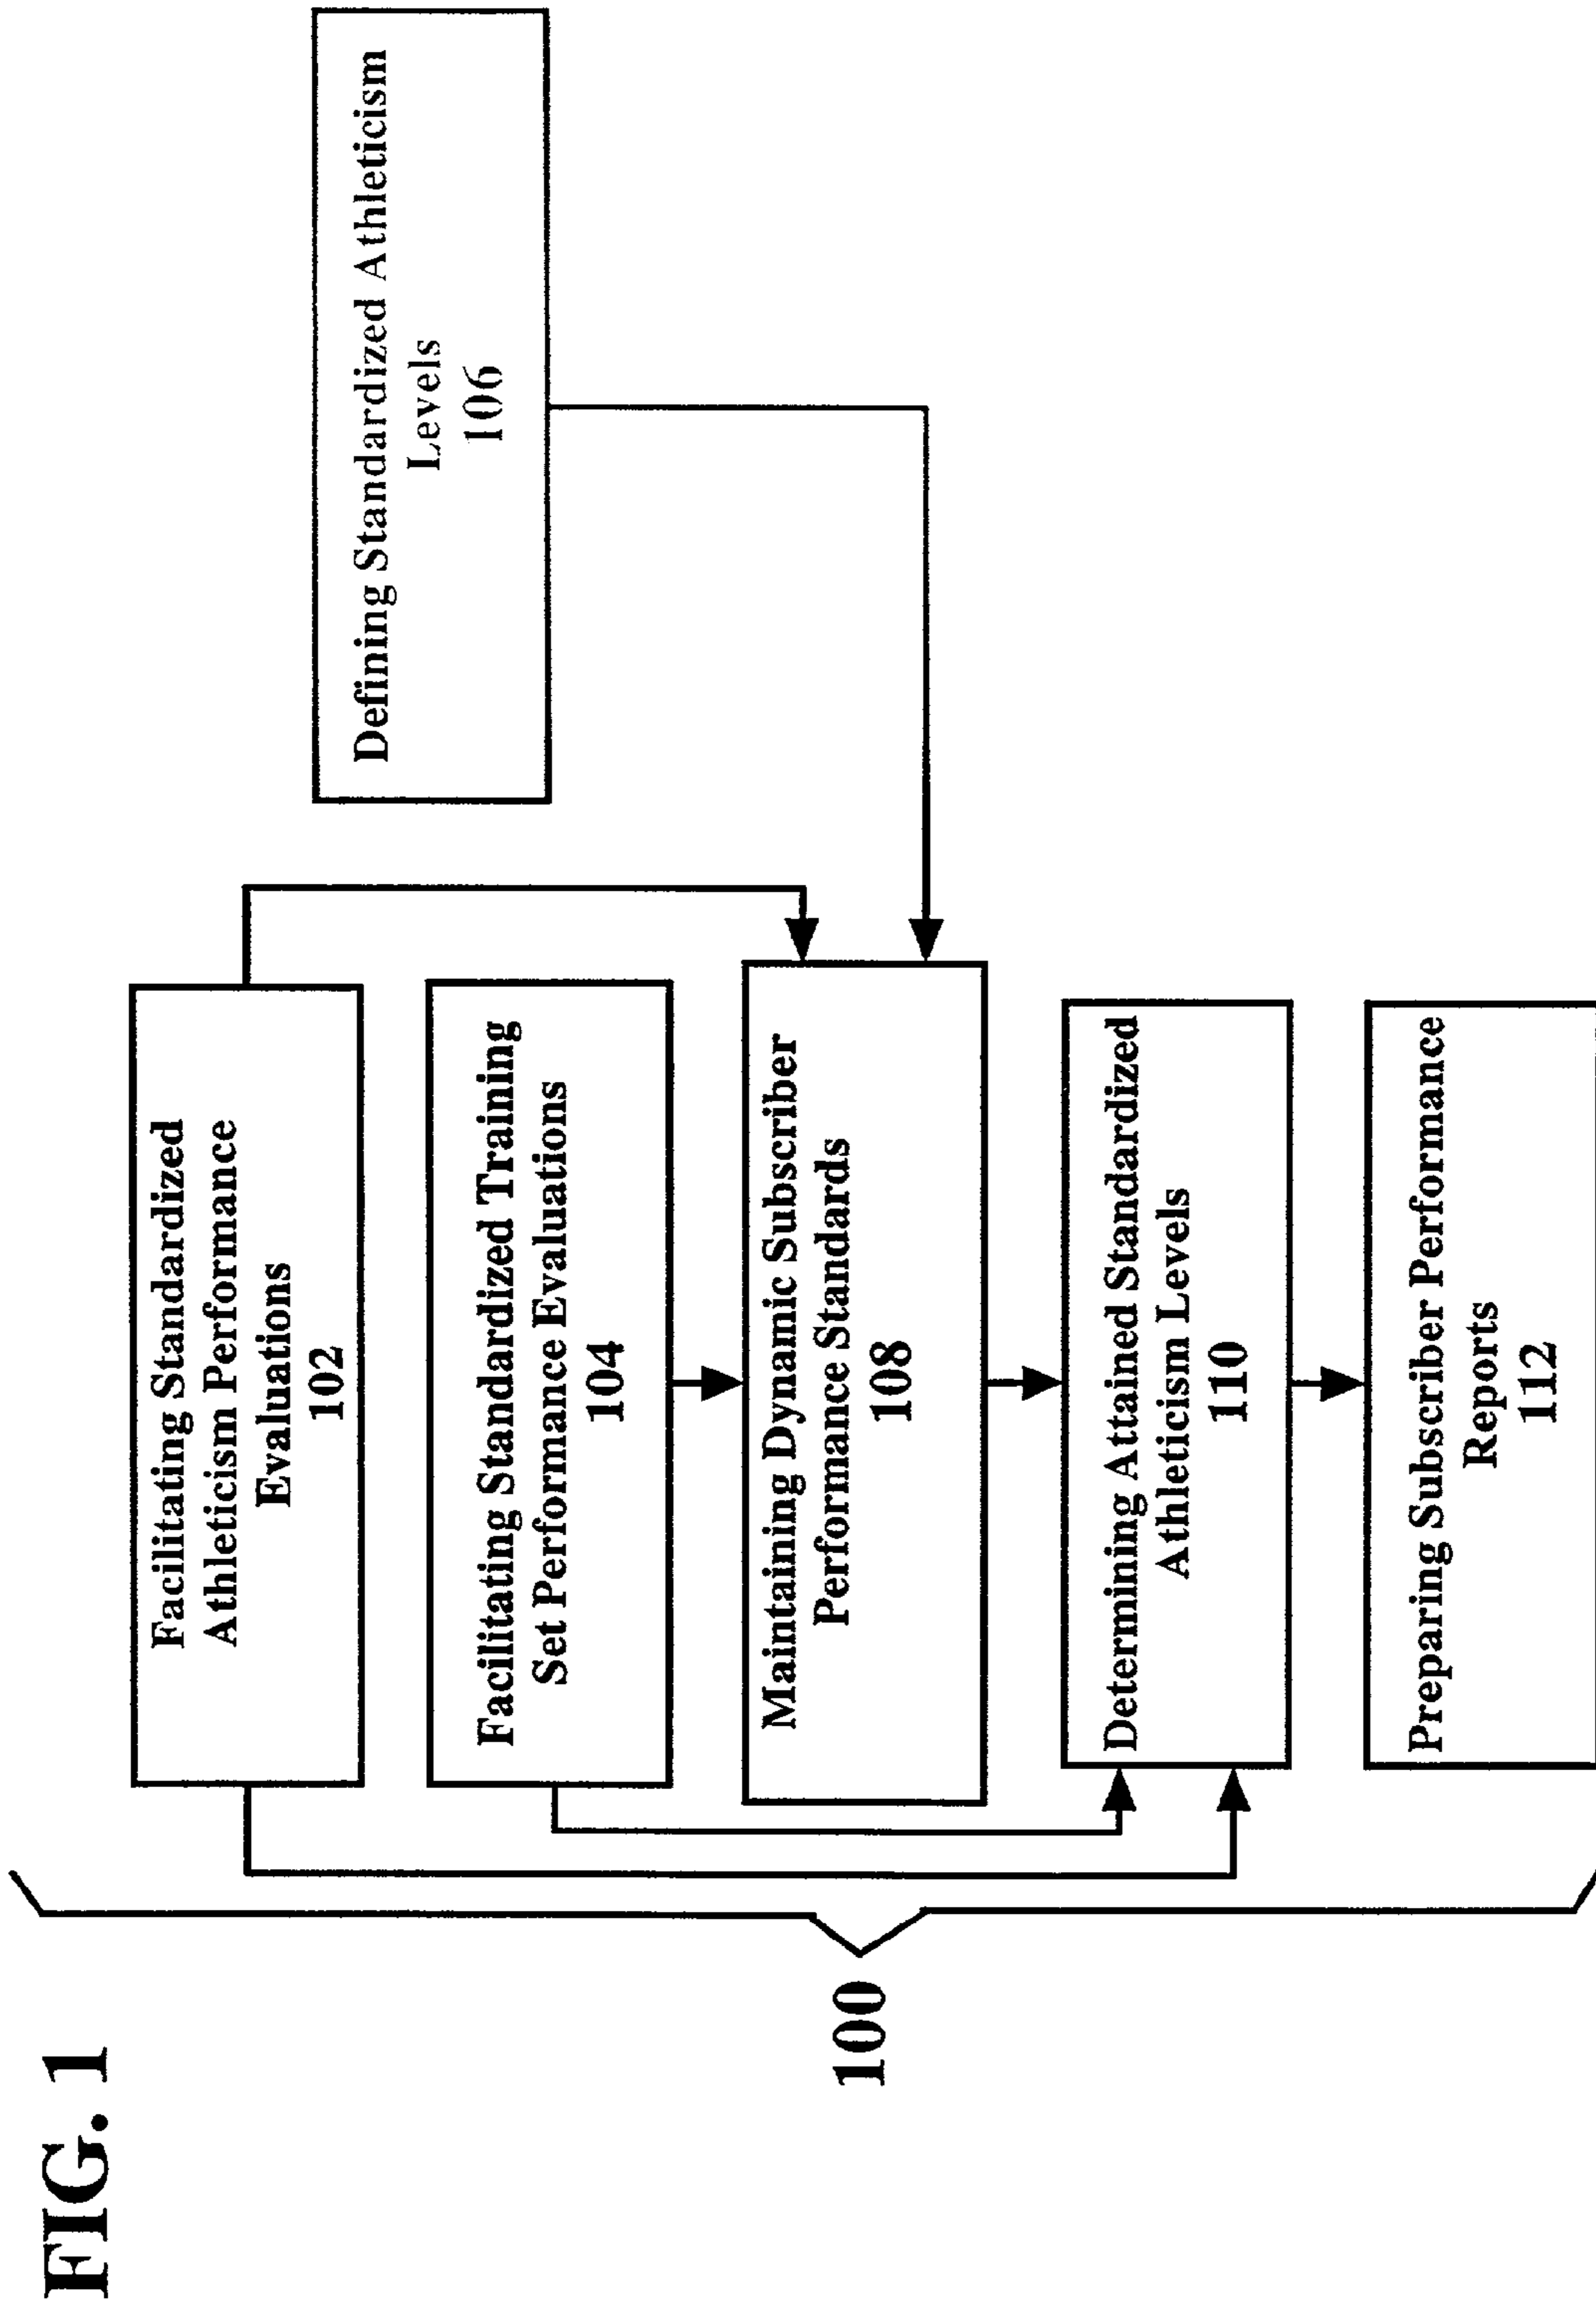 FIG. 1
100
Facilitating Standardized
Athleticism Performance
Evaluations
102
Facilitating Standardized Training
Set Performance Evaluations
104
Defining Standardized Athleticism
Levels
106
Maintaining Dynamic Subscriber
Performance Standards
108
Determining Attained Standardized
Athleticism Levels
110
Preparing Subscriber Performance
Reports
112